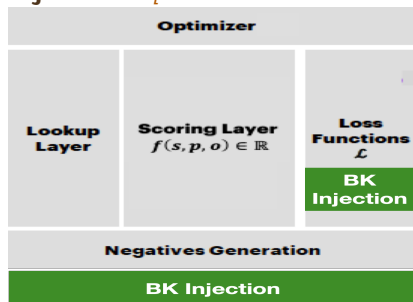 Optimizer
Lookup
Layer
Scoring Layer
f(s, p, o) ∈ ℝ
Loss
Functions
ℒ
BK
Injection
Negatives Generation
BK Injection